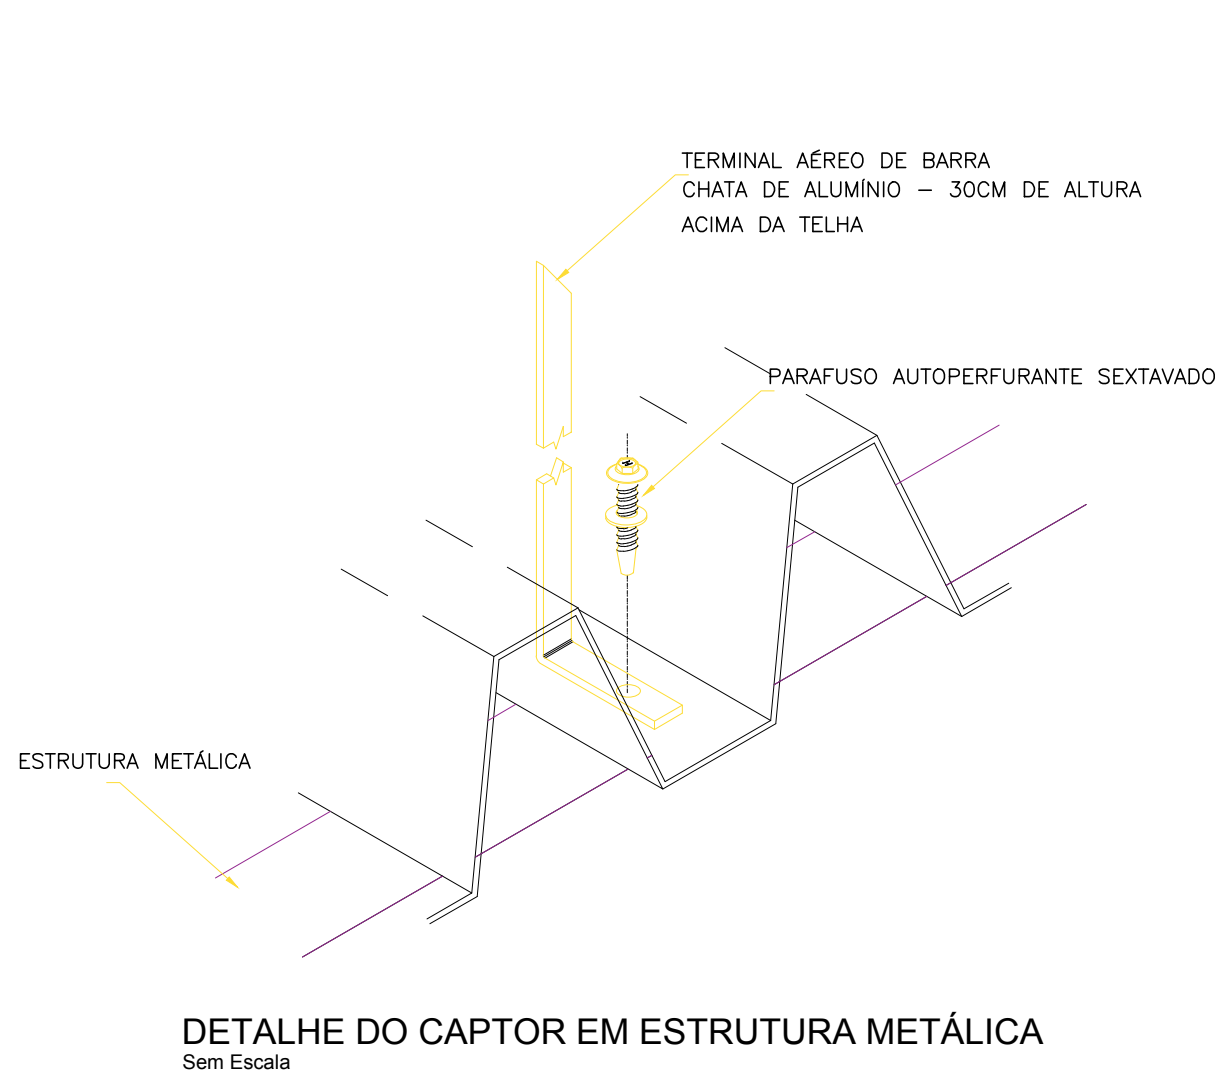 TERMINAL AÉREO DE BARRA
CHATA DE ALUMÍNIO - 30CM DE ALTURA
ACIMA DA TELHA
PARAFUSO AUTOPERFURANTE SEXTAVADO
ESTRUTURA METÁLICA
DETALHE DO CAPTOR EM ESTRUTURA METÁLICA
Sem Escala